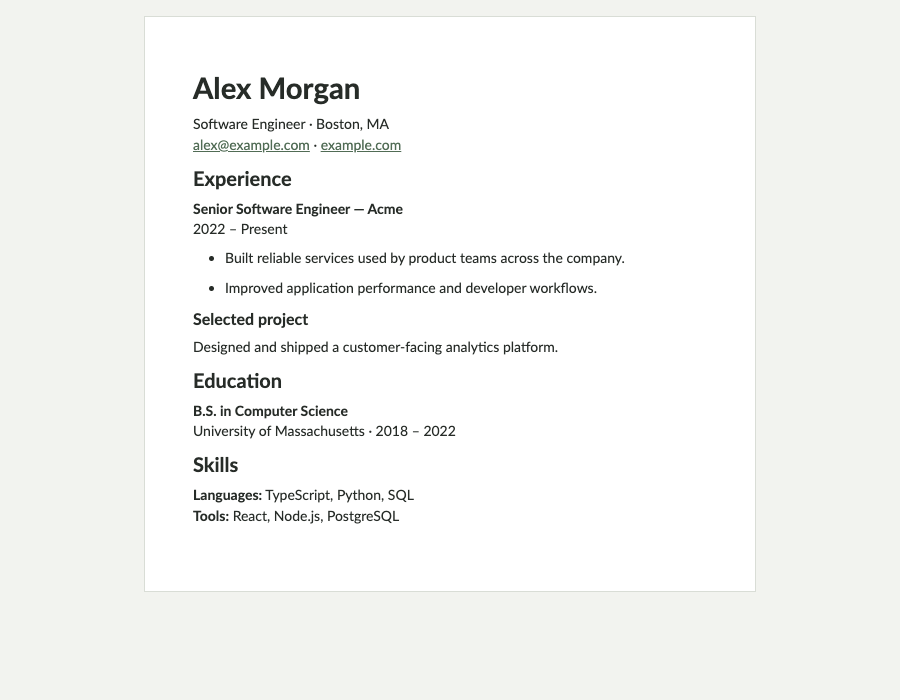 Alex Morgan
Software Engineer · Boston, MA
alex@example.com · example.com
Experience
Senior Software Engineer — Acme
2022 – Present
• Built reliable services used by product teams across the company.
• Improved application performance and developer workflows.
Selected project
Designed and shipped a customer-facing analytics platform.
Education
B.S. in Computer Science
University of Massachusetts · 2018 – 2022
Skills
Languages: TypeScript, Python, SQL
Tools: React, Node.js, PostgreSQL